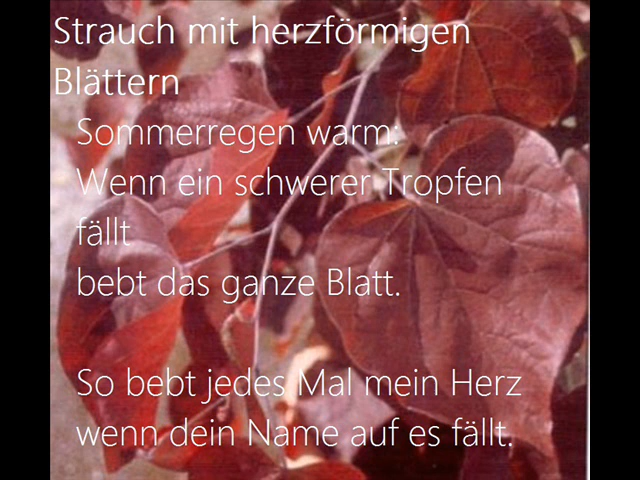 Strauch mit herzförmigen
Blättern
Sommerregen warm:
Wenn ein schwerer Tropfen
fällt
bebt das ganze Blatt.
So bebt jedes Mal mein Herz
wenn dein Name auf es fällt.